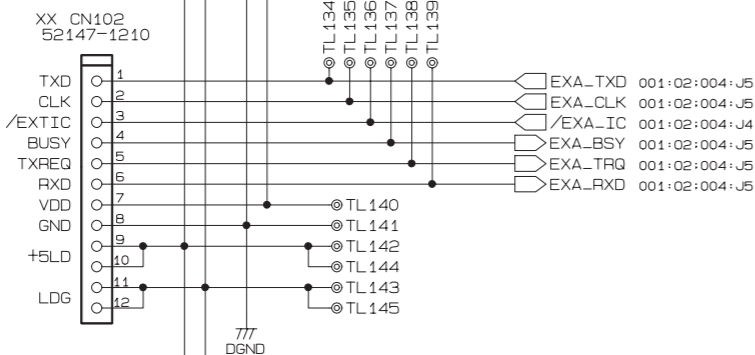 XX CN102
52147-1210
TL134
TL135
TL136
TL137
TL138
TL139
TXD 1 EXA_TXD 001:02:004:J5
CLK 2 EXA_CLK 001:02:004:J5
/EXTIC 3 /EXA_IC 001:02:004:J4
BUSY 4 EXA_BSY 001:02:004:J5
TXREQ 5 EXA_TRQ 001:02:004:J5
RXD 6 EXA_RXD 001:02:004:J5
VDD 7 TL140
GND 8 TL141
+5LD 9 TL142
10 TL144
LDG 11 TL143
12 TL145
DGND